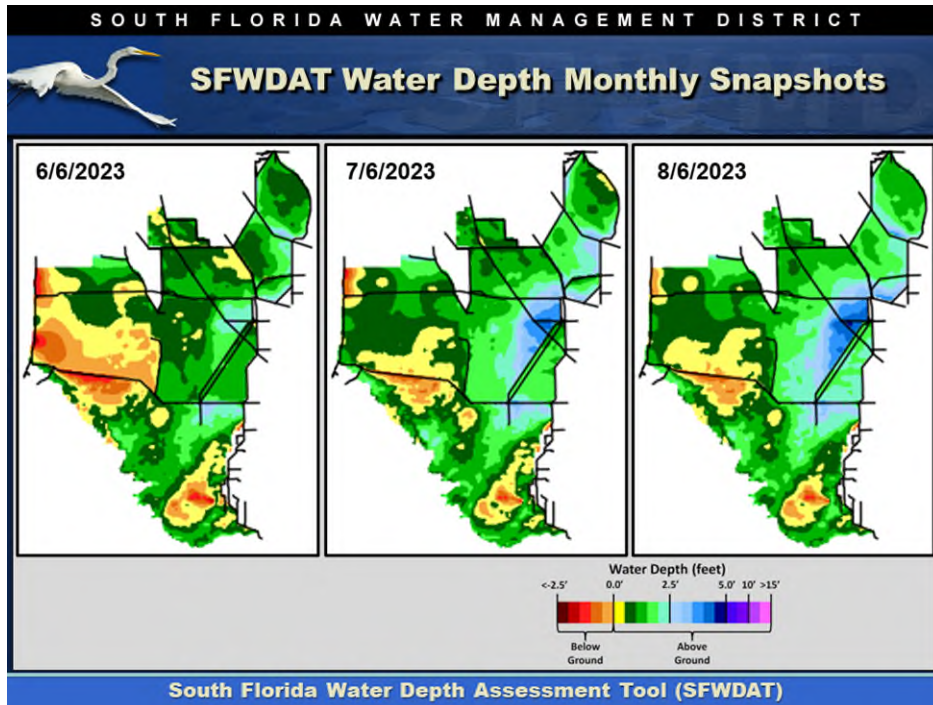 SOUTH FLORIDA WATER MANAGEMENT DISTRICT
SFWDAT Water Depth Monthly Snapshots
6/6/2023
7/6/2023
8/6/2023
Water Depth (feet)
<-2.5' 0.0' 2.5' 5.0' 10' >15'
Below Above
Ground Ground
South Florida Water Depth Assessment Tool (SFWDAT)